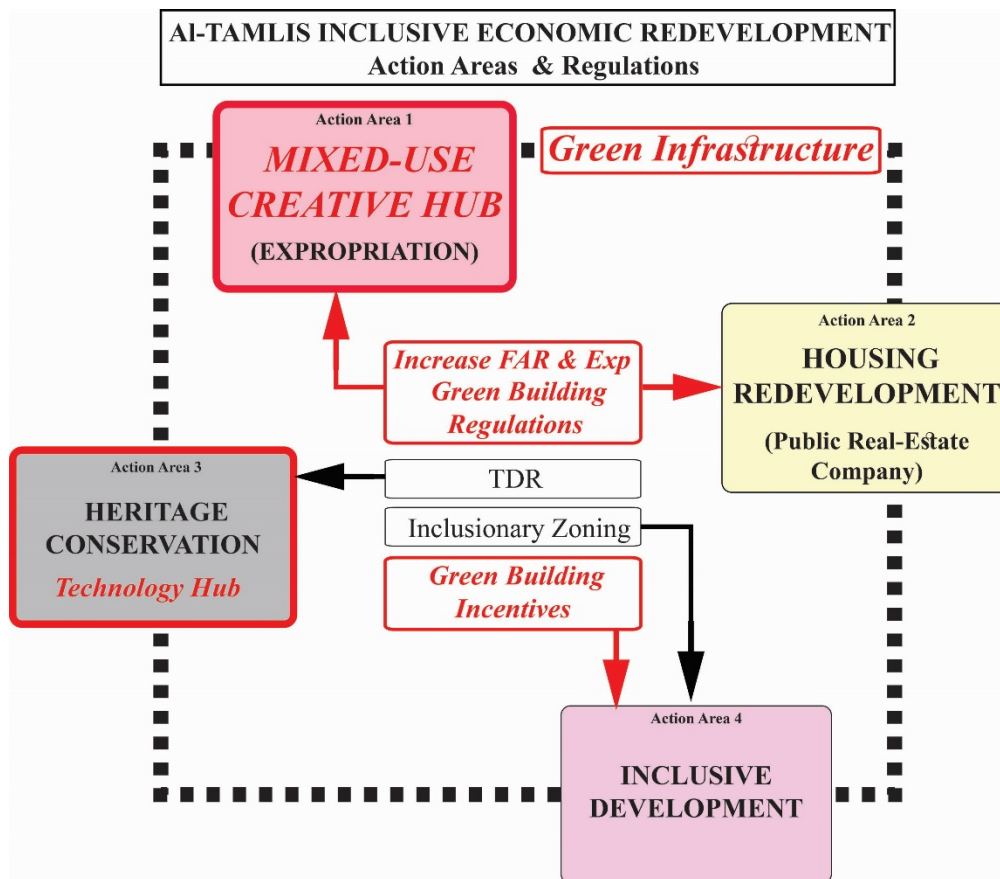 Al-TAMLIS INCLUSIVE ECONOMIC REDEVELOPMENT
Action Areas & Regulations
Action Area 1
MIXED-USE
CREATIVE HUB
(EXPROPRIATION)
Green Infrastructure
Action Area 2
HOUSING
REDEVELOPMENT
(Public Real-Estate
Company)
Increase FAR & Exp
Green Building
Regulations
Action Area 3
HERITAGE
CONSERVATION
Technology Hub
TDR
Inclusionary Zoning
Green Building
Incentives
Action Area 4
INCLUSIVE
DEVELOPMENT